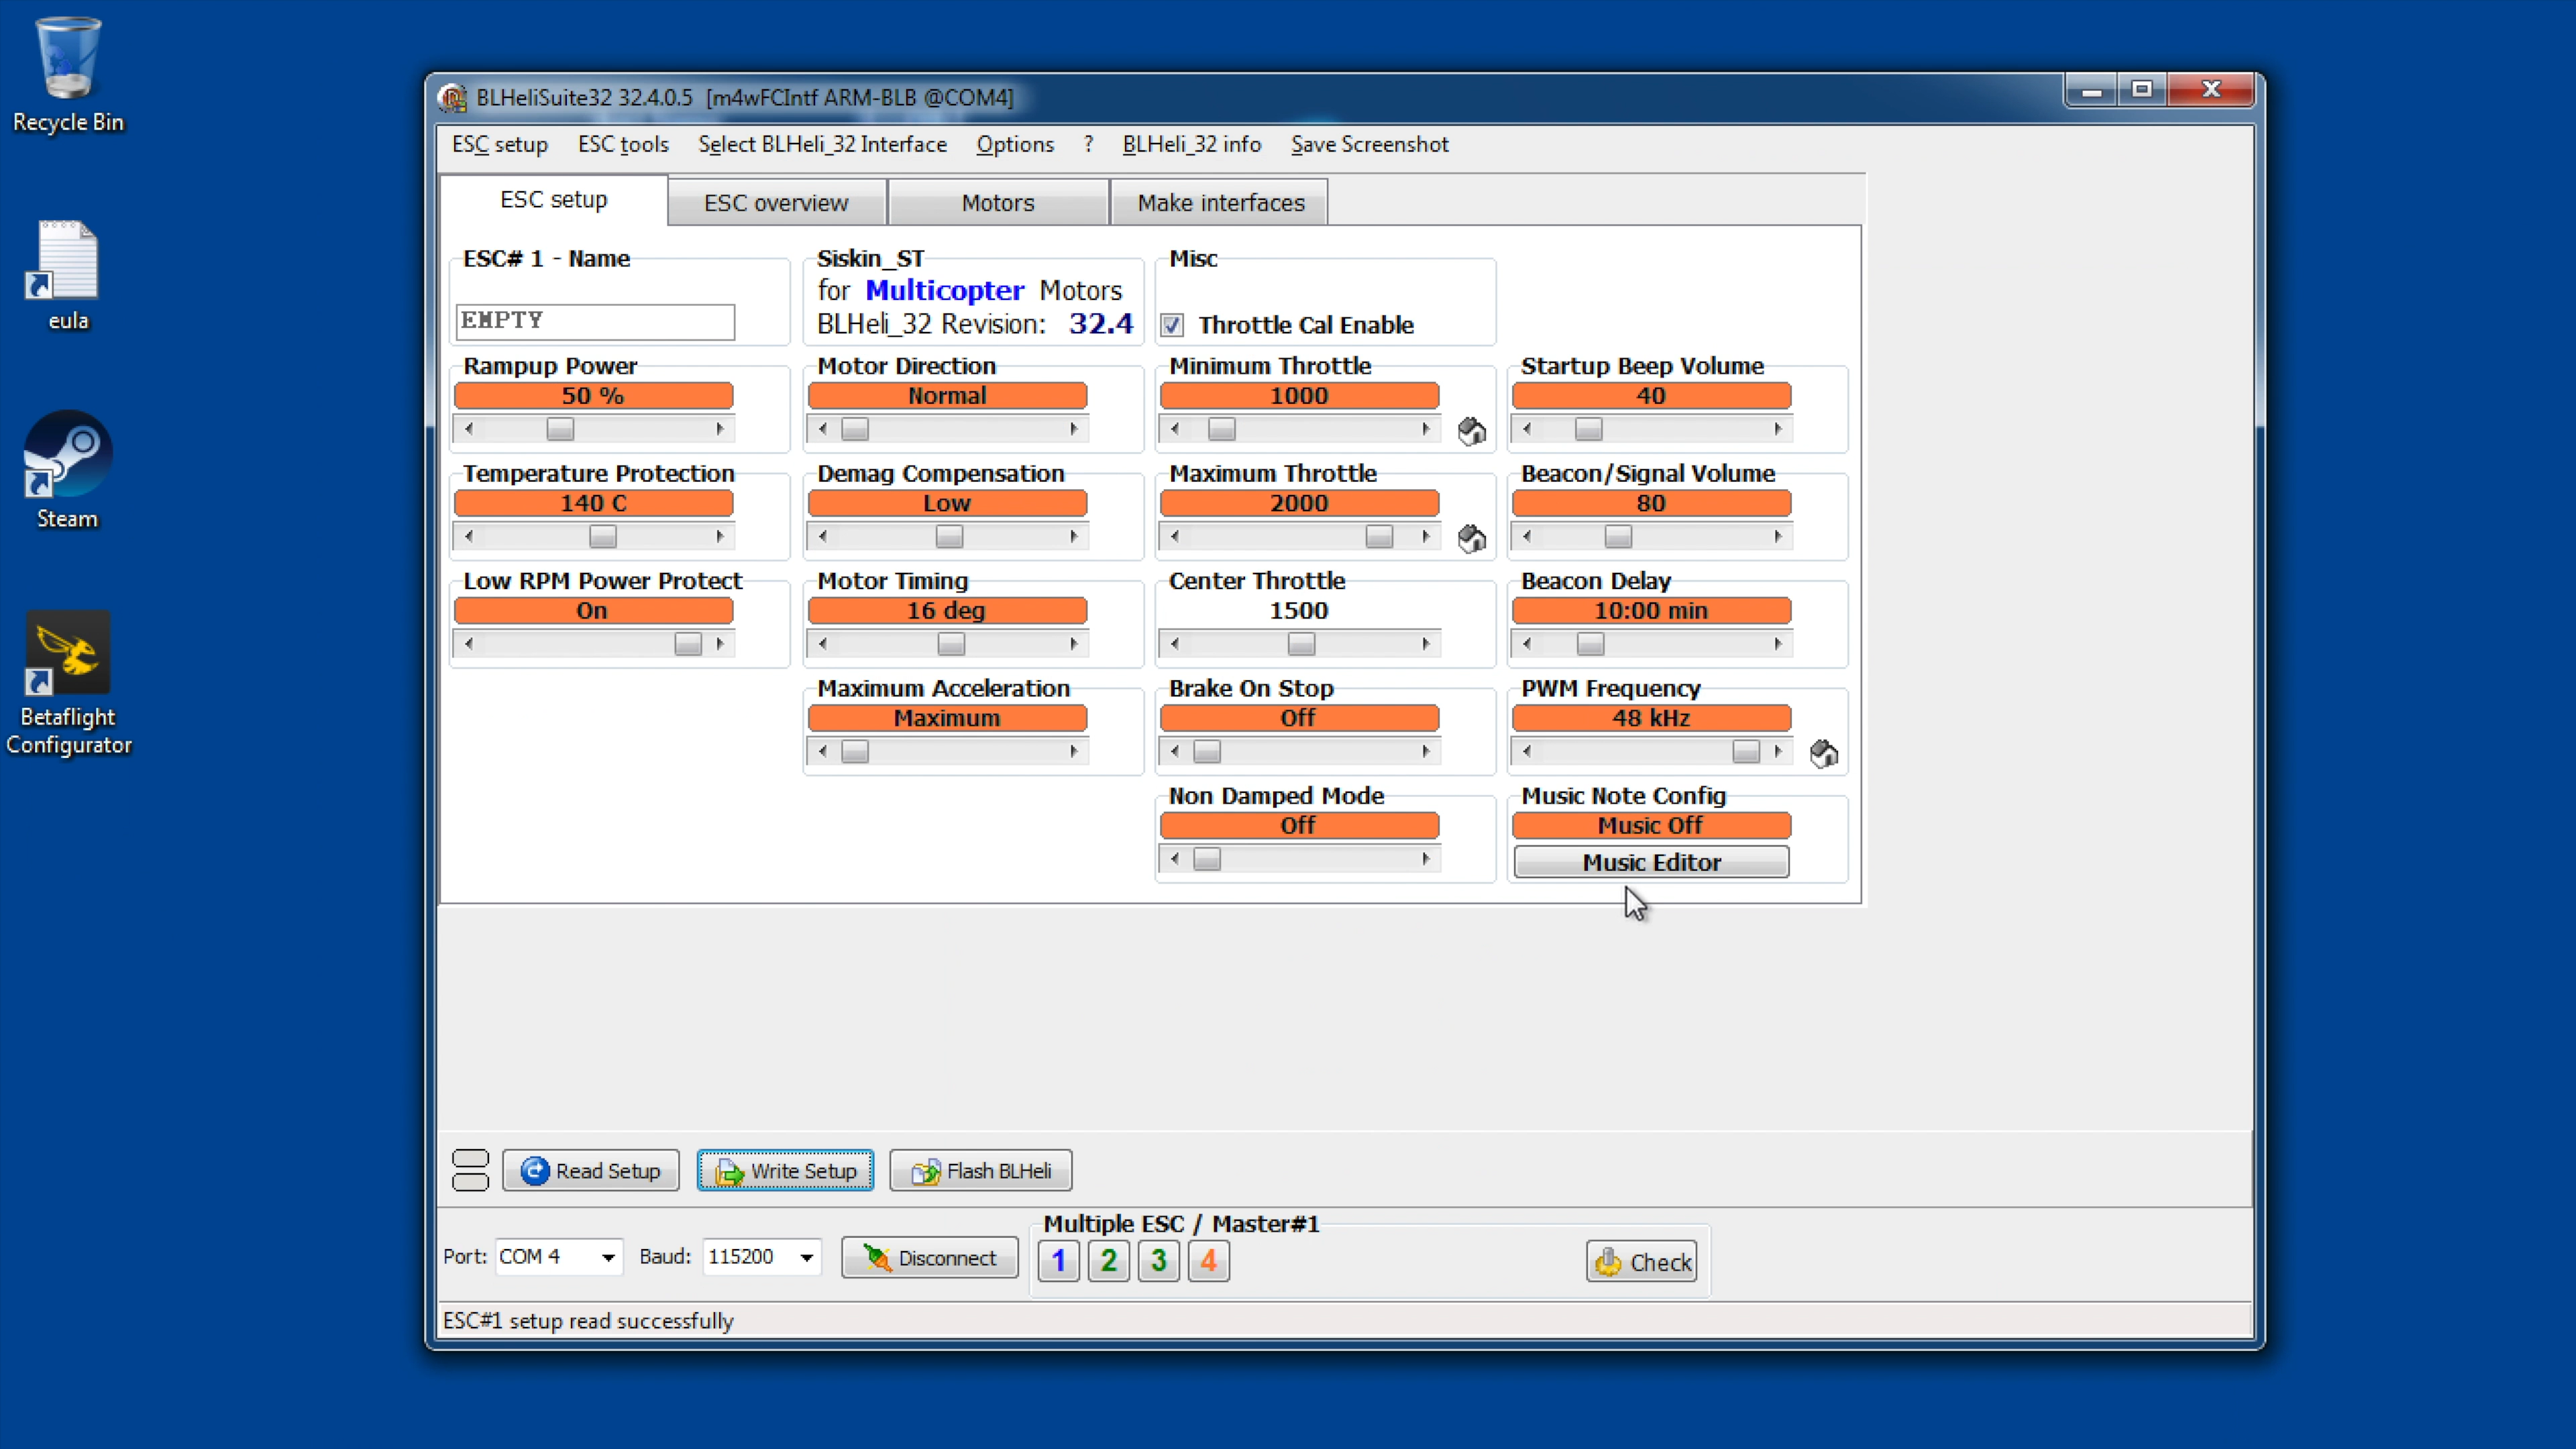 Recycle Bin
eula
Steam
Betaflight
Configurator
BLHeliSuite32 32.4.0.5 [m4wFCIntf ARM-BLB @COM4]
ESC setup ESC tools Select BLHeli_32 Interface Options ? BLHeli_32 info Save Screenshot
ESC setup ESC overview Motors Make interfaces
ESC# 1 - Name Siskin_ST Misc
for Multicopter Motors
EMPTY BLHeli_32 Revision: 32.4 Throttle Cal Enable
Rampup Power Motor Direction Minimum Throttle Startup Beep Volume
50 % Normal 1000 40
Temperature Protection Demag Compensation Maximum Throttle Beacon/Signal Volume
140 C Low 2000 80
Low RPM Power Protect Motor Timing Center Throttle Beacon Delay
On 16 deg 1500 10:00 min
Maximum Acceleration Brake On Stop PWM Frequency
Maximum Off 48 kHz
Non Damped Mode Music Note Config
Off Music Off
Music Editor
Read Setup Write Setup Flash BLHeli
Multiple ESC / Master#1
Port: COM 4 Baud: 115200 Disconnect 1 2 3 4 Check
ESC#1 setup read successfully